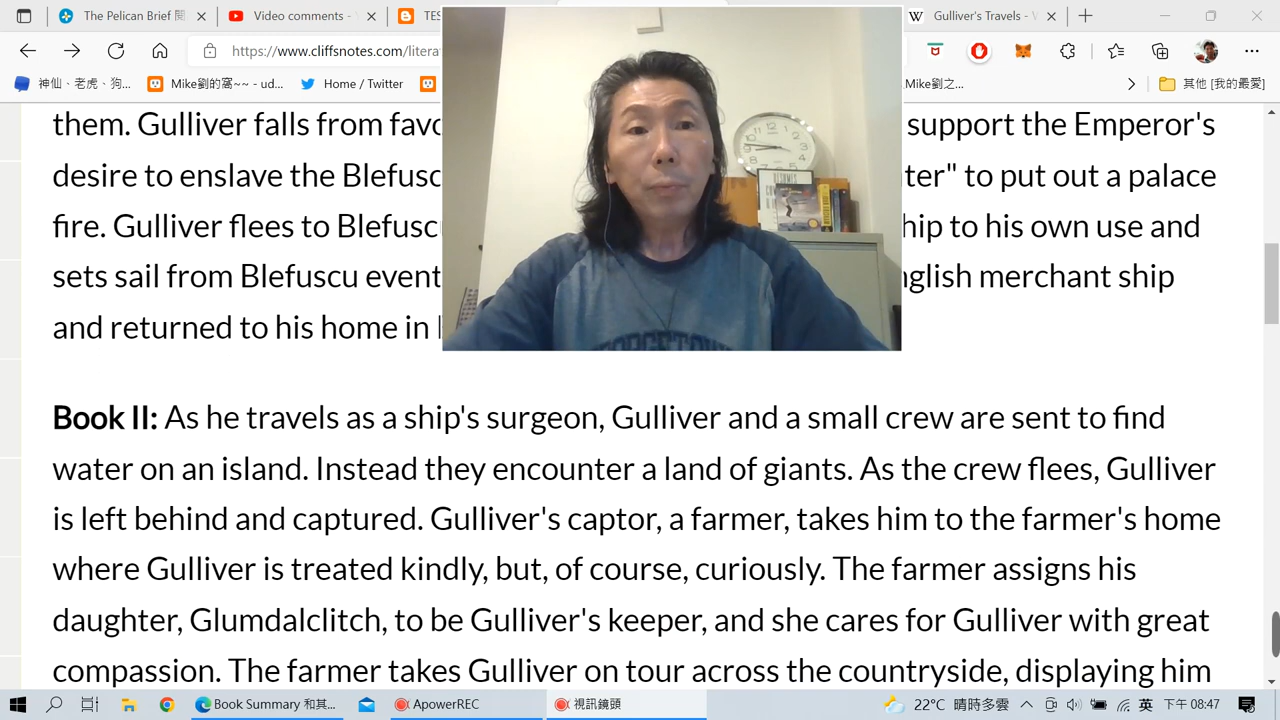 The Pelican Brief
Video comments -
TES
Gulliver's Travels - W
https://www.cliffsnotes.com/litera
神仙、老虎、狗...
Mike劉的窩~~ - ud...
Home / Twitter
Mike劉之...
其他 [我的最愛]
them. Gulliver falls from favo support the Emperor's
desire to enslave the Blefusc ter" to put out a palace
fire. Gulliver flees to Blefusc hip to his own use and
sets sail from Blefuscu event nglish merchant ship
and returned to his home in
Book II: As he travels as a ship's surgeon, Gulliver and a small crew are sent to find
water on an island. Instead they encounter a land of giants. As the crew flees, Gulliver
is left behind and captured. Gulliver's captor, a farmer, takes him to the farmer's home
where Gulliver is treated kindly, but, of course, curiously. The farmer assigns his
daughter, Glumdalclitch, to be Gulliver's keeper, and she cares for Gulliver with great
compassion. The farmer takes Gulliver on tour across the countryside, displaying him
Book Summary 和其...
ApowerREC
視訊鏡頭
22°C 晴時多雲
英
下午 08:47